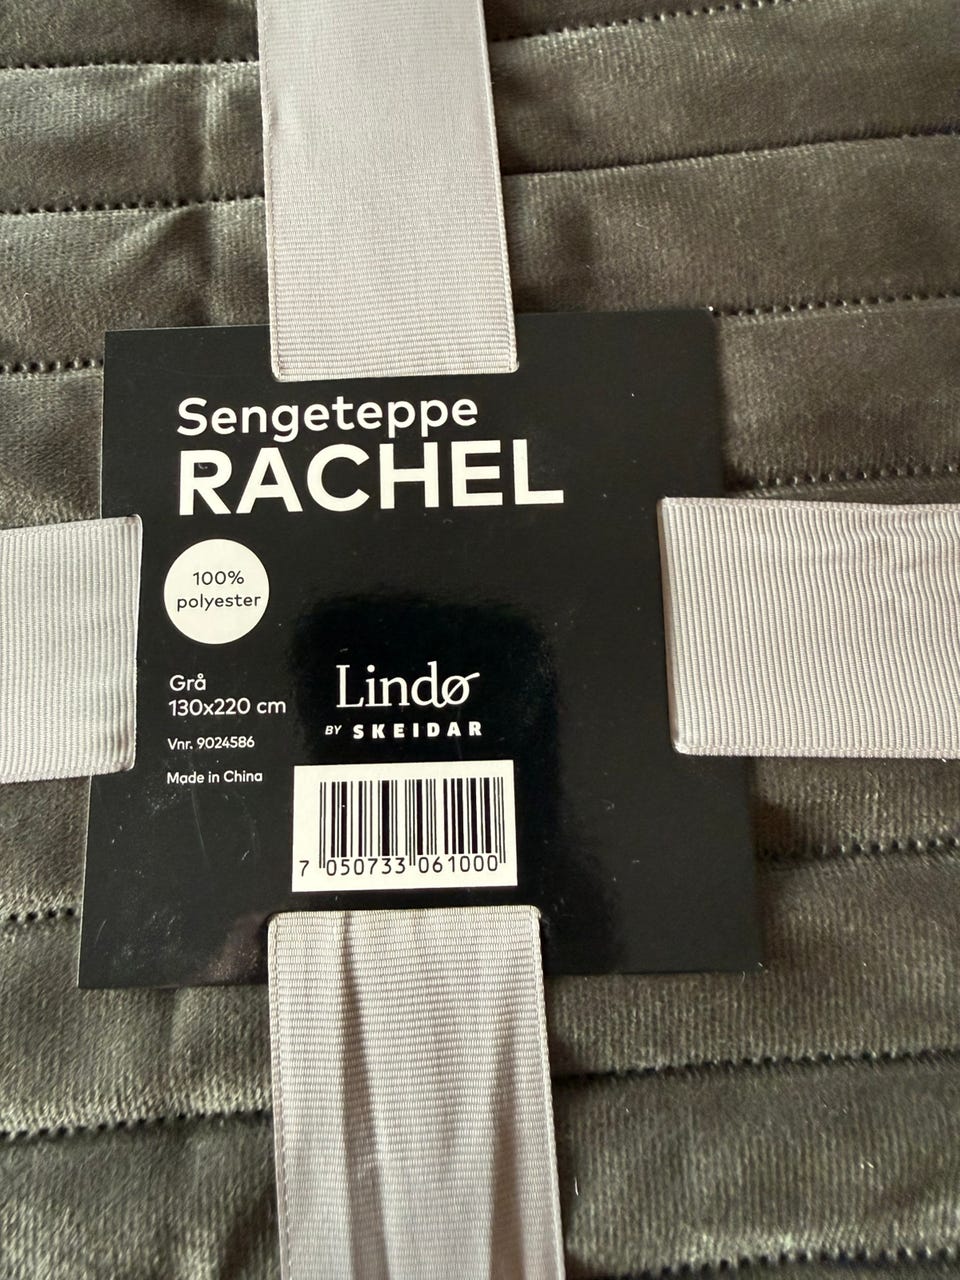 Sengeteppe
RACHEL
100%
polyester
Grå
130x220 cm
Vnr. 9024586
Made in China
Lindø
BY SKEIDAR
7 050733 061000